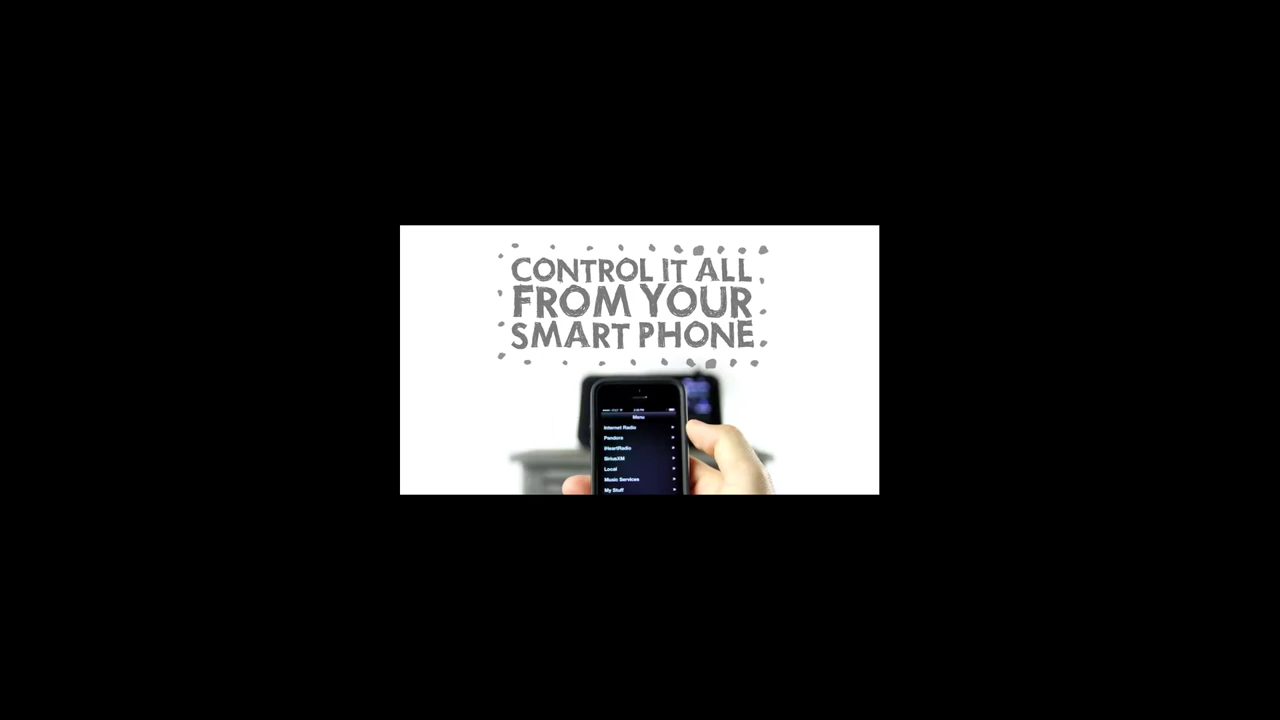 CONTROL IT ALL
FROM YOUR
SMART PHONE
Menu
Internet Radio
Pandora
iHeartRadio
SiriusXM
Local
Music Services
My Stuff